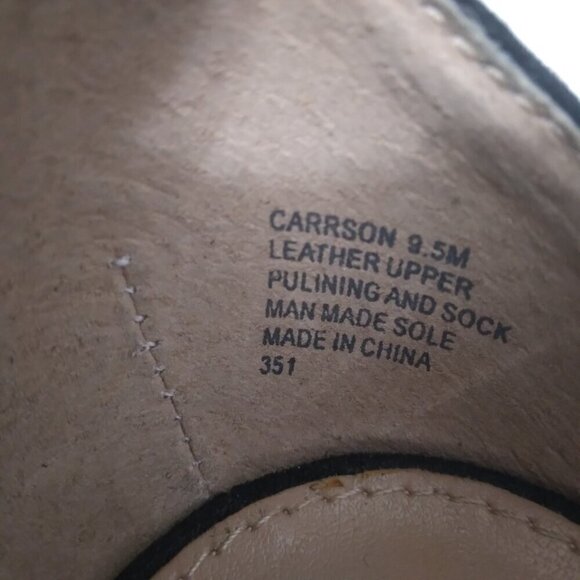 CARRSON 9.5M
LEATHER UPPER
PULINING AND SOCK
MAN MADE SOLE
MADE IN CHINA
351